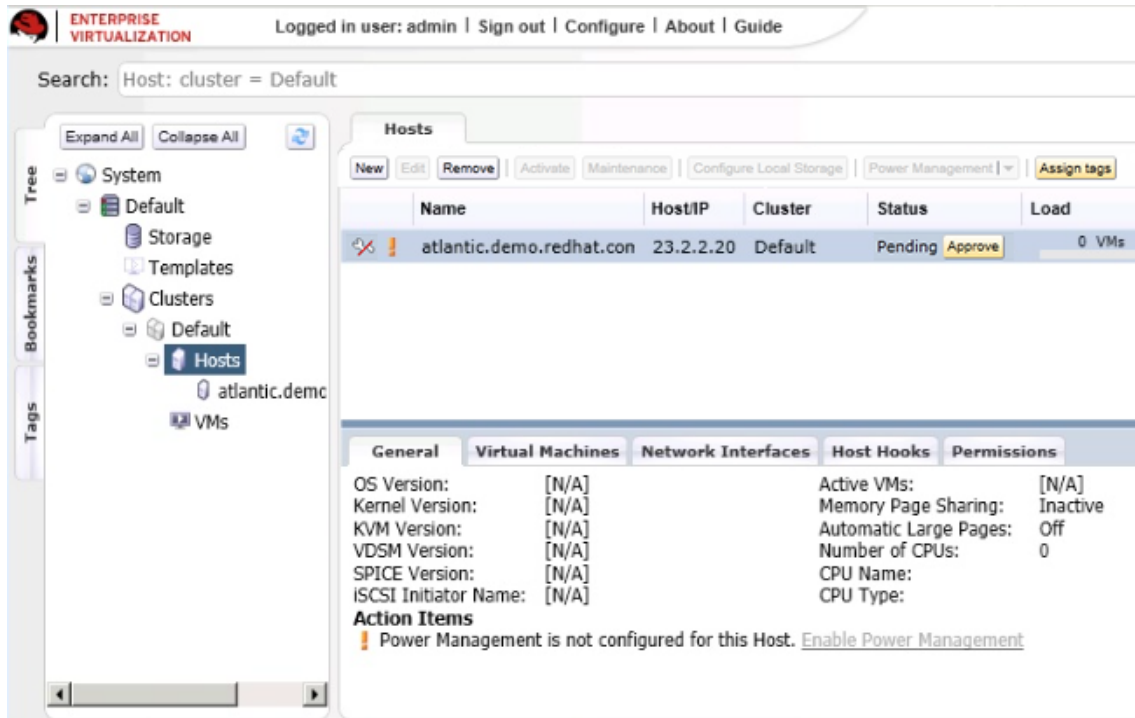 ENTERPRISE
VIRTUALIZATION
Logged in user: admin | Sign out | Configure | About | Guide
Search: Host: cluster = Default
Tree
Bookmarks
Tags
Expand All Collapse All
System
Default
Storage
Templates
Clusters
Default
Hosts
atlantic.demo
VMs
Hosts
New Edit Remove | Activate Maintenance | Configure Local Storage | Power Management | Assign tags
Name Host/IP Cluster Status Load
atlantic.demo.redhat.con 23.2.2.20 Default Pending Approve 0 VMs
General Virtual Machines Network Interfaces Host Hooks Permissions
OS Version: [N/A] Active VMs: [N/A]
Kernel Version: [N/A] Memory Page Sharing: Inactive
KVM Version: [N/A] Automatic Large Pages: Off
VDSM Version: [N/A] Number of CPUs: 0
SPICE Version: [N/A] CPU Name:
iSCSI Initiator Name: [N/A] CPU Type:
Action Items
Power Management is not configured for this Host. Enable Power Management